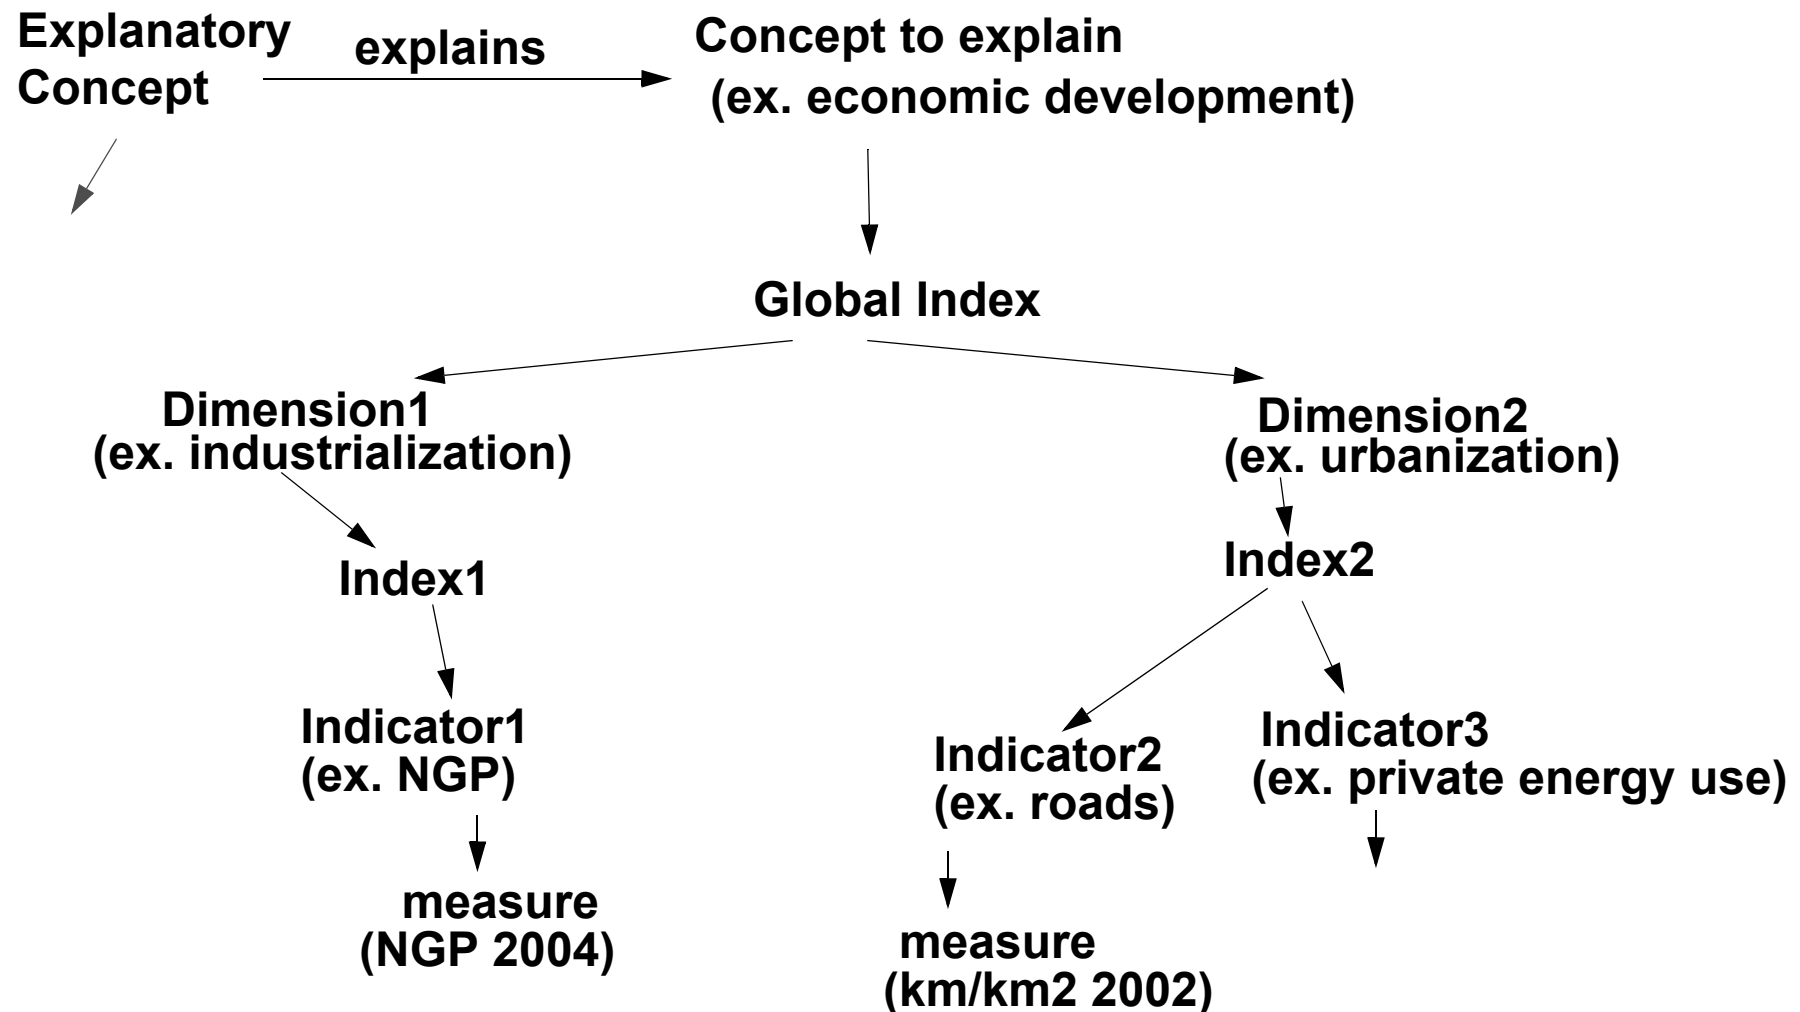 Explanatory
Concept
explains
Concept to explain
(ex. economic development)
Global Index
Dimension1
(ex. industrialization)
Dimension2
(ex. urbanization)
Index1
Index2
Indicator1
(ex. NGP)
Indicator2
(ex. roads)
Indicator3
(ex. private energy use)
measure
(NGP 2004)
measure
(km/km2 2002)